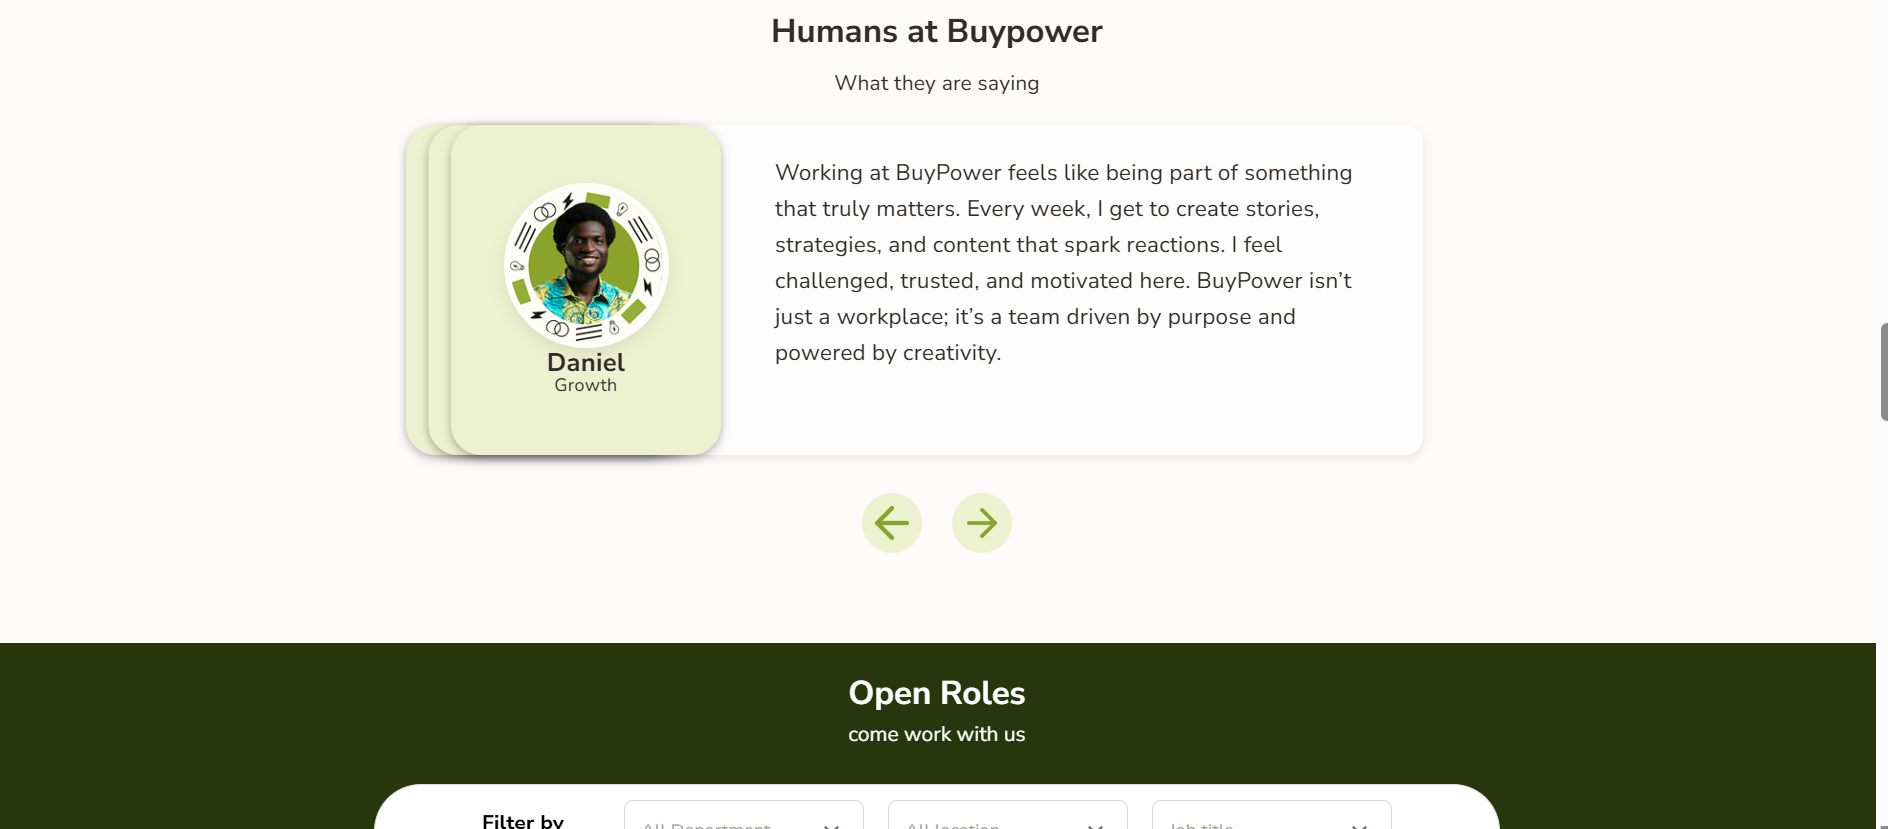 Humans at Buypower
What they are saying
Daniel
Growth
Working at BuyPower feels like being part of something
that truly matters. Every week, I get to create stories,
strategies, and content that spark reactions. I feel
challenged, trusted, and motivated here. BuyPower isn’t
just a workplace; it’s a team driven by purpose and
powered by creativity.
Open Roles
come work with us
Filter by
All Department
All location
Job title